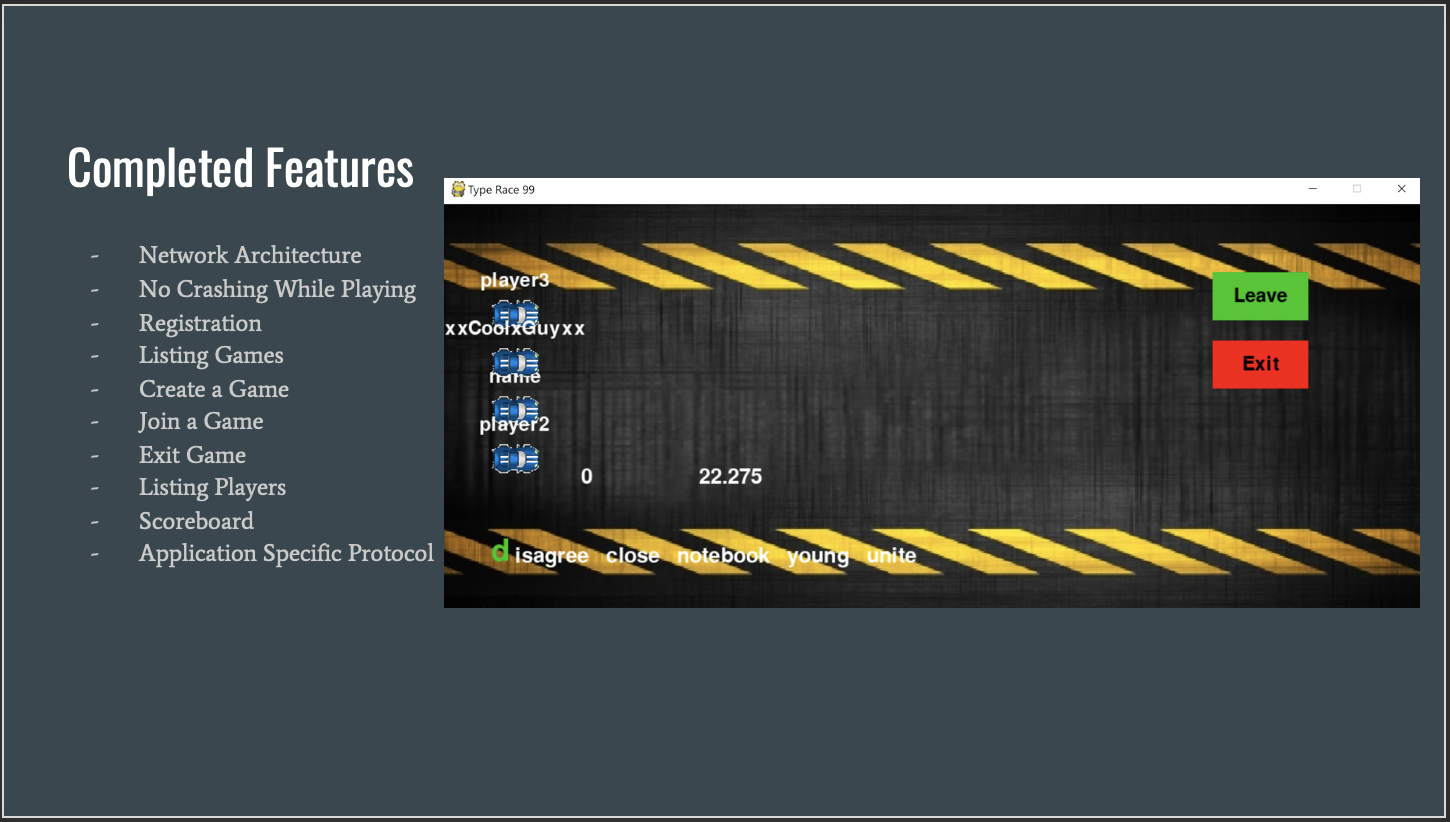 Completed Features
- Network Architecture
- No Crashing While Playing
- Registration
- Listing Games
- Create a Game
- Join a Game
- Exit Game
- Listing Players
- Scoreboard
- Application Specific Protocol
Type Race 99
player3
xxCoolxGuyxx
name
player2
0 22.275
disagree close notebook young unite
Leave
Exit